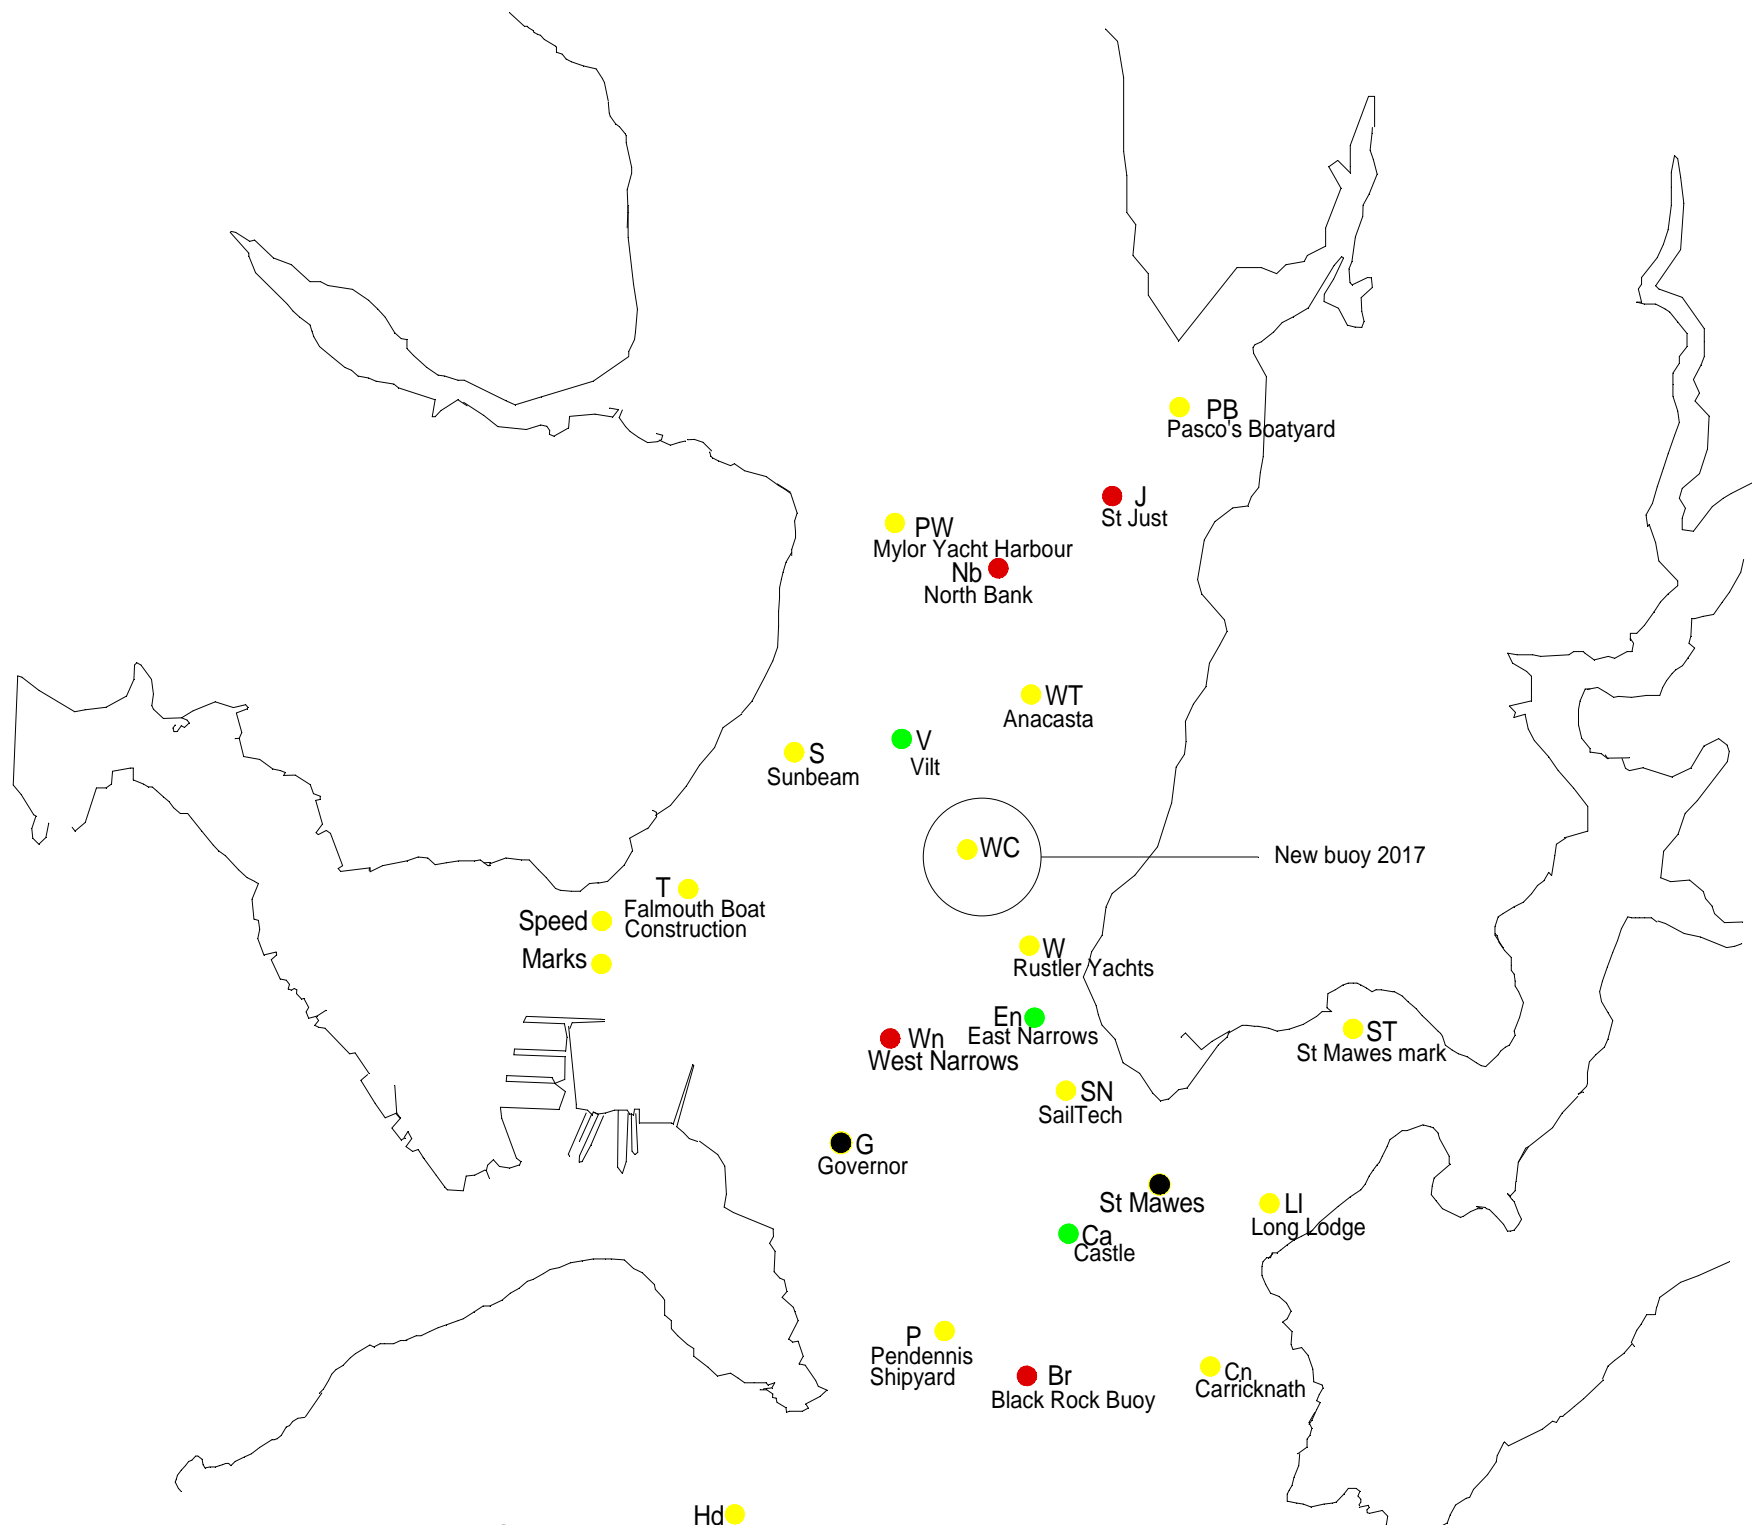 PB
Pasco's Boatyard
J
St Just
PW
Mylor Yacht Harbour
Nb
North Bank
WT
Anacasta
V
Vilt
S
Sunbeam
WC
New buoy 2017
T
Falmouth Boat
Construction
Speed
Marks
W
Rustler Yachts
En
East Narrows
Wn
West Narrows
ST
St Mawes mark
SN
SailTech
G
Governor
St Mawes
Ll
Long Lodge
Ca
Castle
P
Pendennis
Shipyard
Br
Black Rock Buoy
Cn
Carricknath
Hd